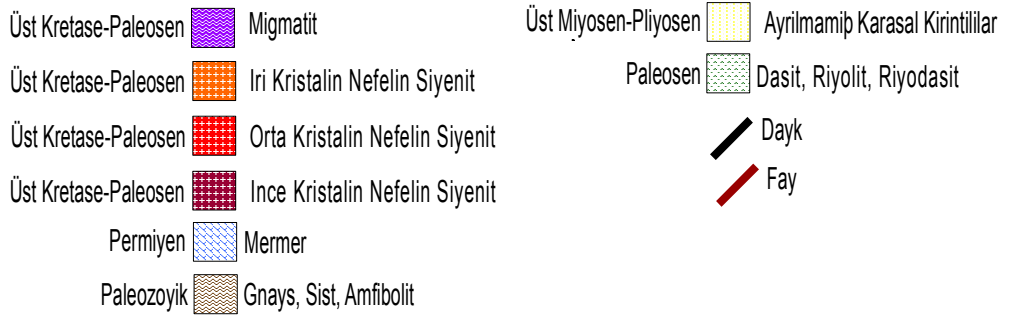 Üst Kretase-Paleosen Migmatit
Üst Kretase-Paleosen Iri Kristalin Nefelin Siyenit
Üst Kretase-Paleosen Orta Kristalin Nefelin Siyenit
Üst Kretase-Paleosen Ince Kristalin Nefelin Siyenit
Permiyen Mermer
Paleozoyik Gnays, Sist, Amfibolit
Üst Miyosen-Pliyosen Ayrilmamiþ Karasal Kirintililar
Paleosen Dasit, Riyolit, Riyodasit
Dayk
Fay